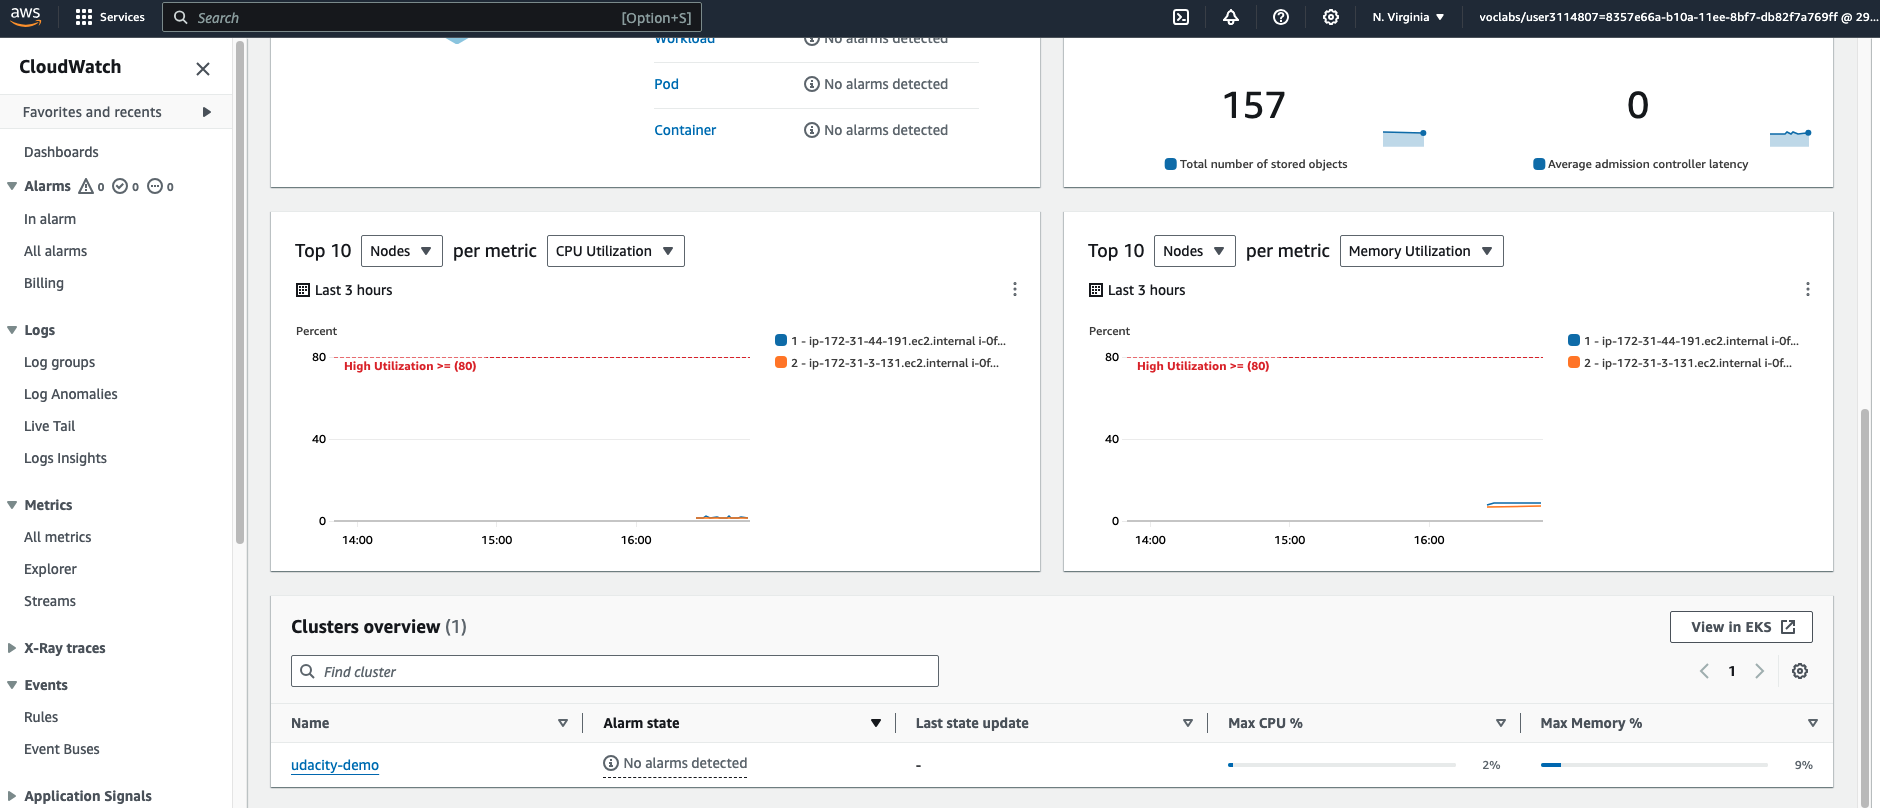 aws
Services
Search
[Option+S]
N. Virginia
voclabs/user3114807=8357e66a-b10a-11ee-8bf7-db82f7a769ff @ 29...
CloudWatch
Favorites and recents
Dashboards
Alarms 0 0 0
In alarm
All alarms
Billing
Logs
Log groups
Log Anomalies
Live Tail
Logs Insights
Metrics
All metrics
Explorer
Streams
X-Ray traces
Events
Rules
Event Buses
Application Signals
Workload No alarms detected
Pod No alarms detected
Container No alarms detected
157
Total number of stored objects
0
Average admission controller latency
Top 10 Nodes per metric CPU Utilization
Last 3 hours
Percent
80
High Utilization >= (80)
40
0
14:00 15:00 16:00
1 - ip-172-31-44-191.ec2.internal i-0f...
2 - ip-172-31-3-131.ec2.internal i-0f...
Top 10 Nodes per metric Memory Utilization
Last 3 hours
Percent
80
High Utilization >= (80)
40
0
14:00 15:00 16:00
1 - ip-172-31-44-191.ec2.internal i-0f...
2 - ip-172-31-3-131.ec2.internal i-0f...
Clusters overview (1)
View in EKS
Find cluster
1
Name Alarm state Last state update Max CPU % Max Memory %
udacity-demo No alarms detected - 2% 9%